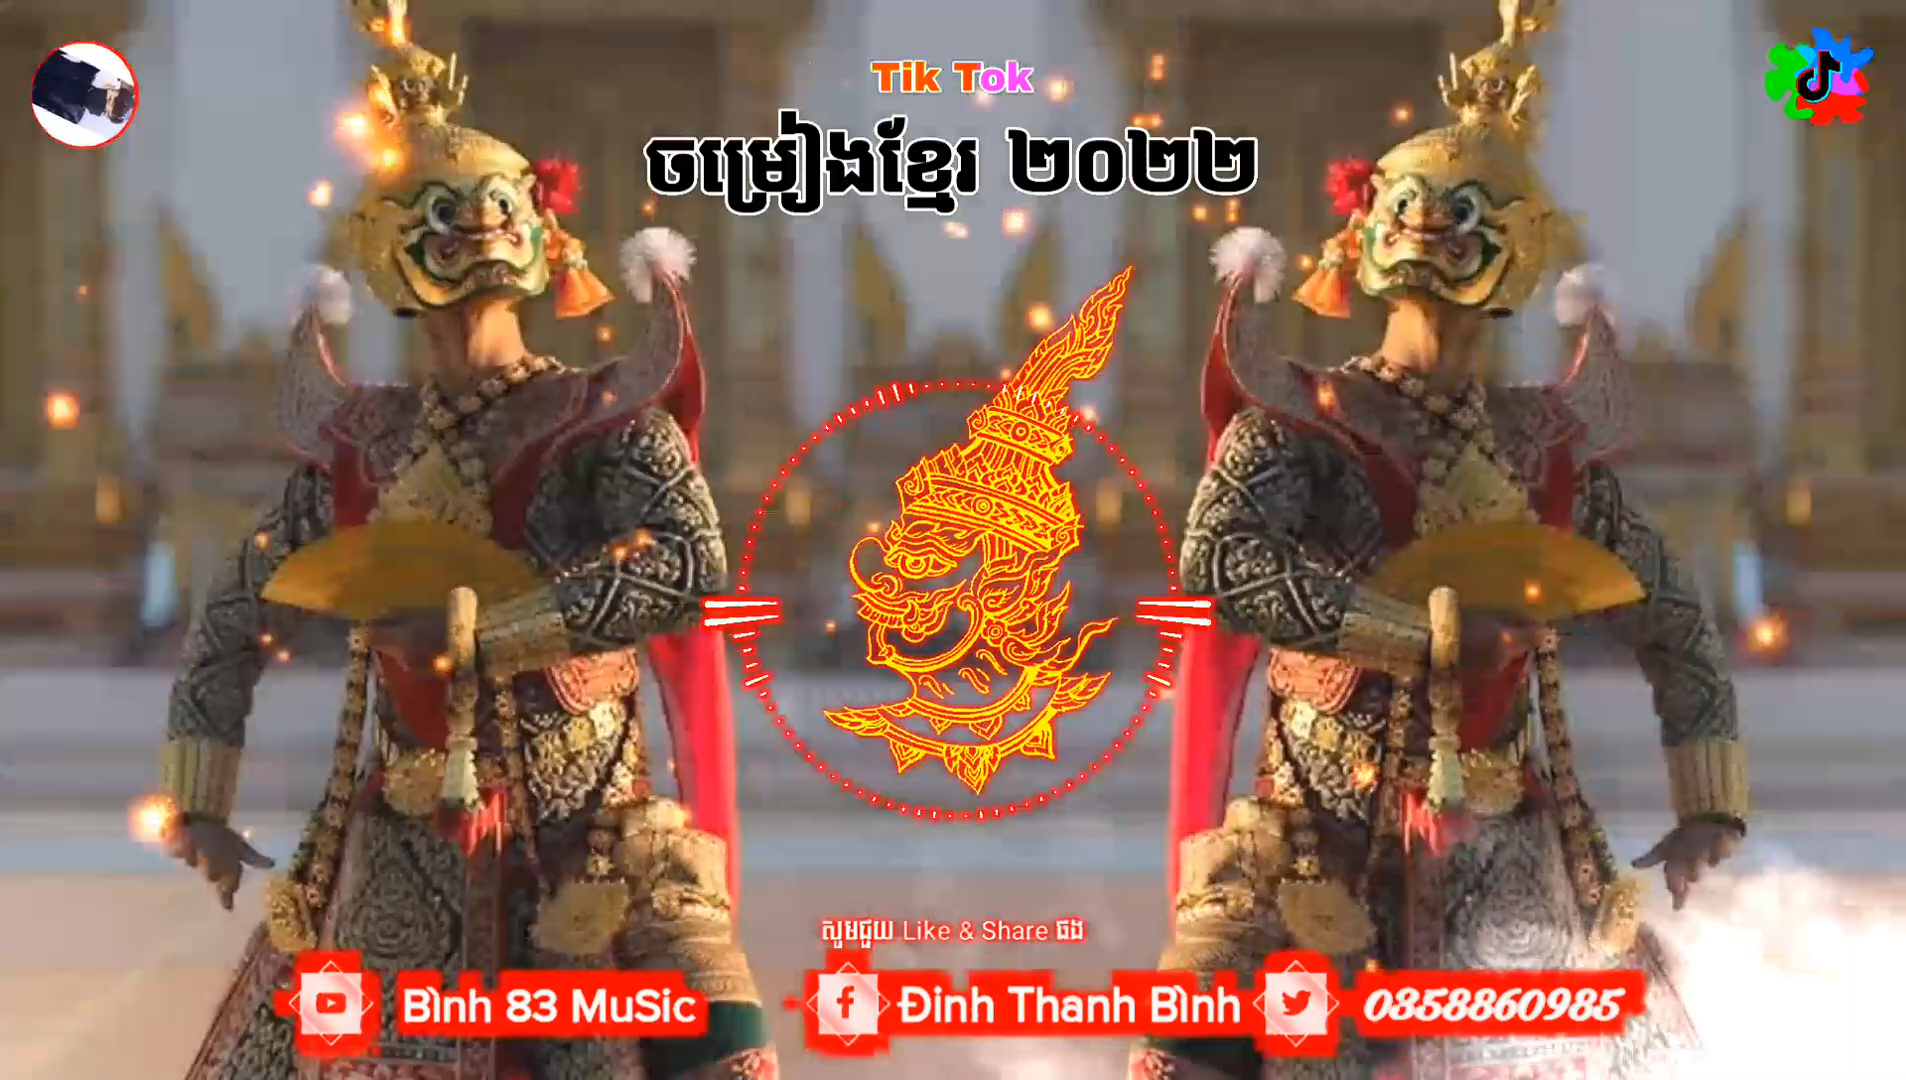 Tik Tok
ចម្រៀងខ្មែរ ២០២២
សូមជួយ Like & Share ផង
Bình 83 MuSic
Đinh Thanh Bình
0858860985